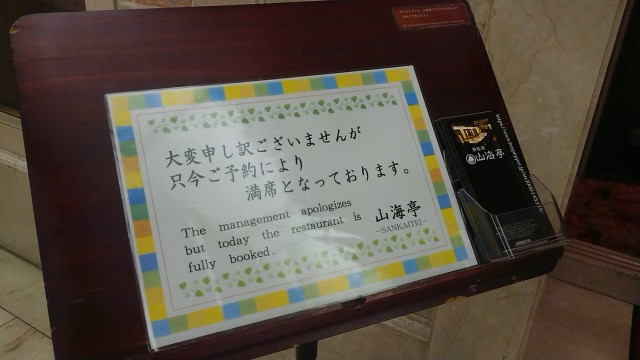 大変申し訳ございませんが
只今ご予約により
満席となっております。
The management apologizes
but today the restaurant is
fully booked.
山海亭
−SANKAITEI−
山海亭